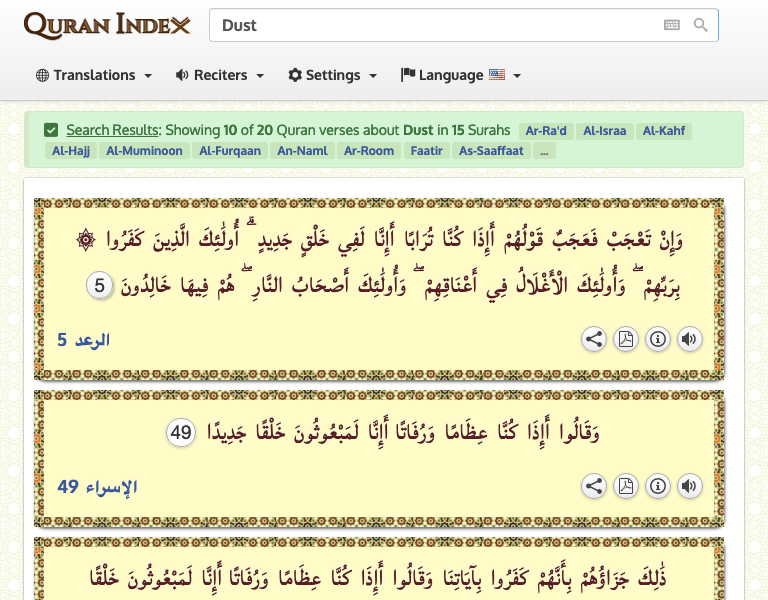 QURAN INDEX
Dust
Translations Reciters Settings Language
Search Results: Showing 10 of 20 Quran verses about Dust in 15 Surahs Ar-Ra'd Al-Israa Al-Kahf
Al-Hajj Al-Muminoon Al-Furqaan An-Naml Ar-Room Faatir As-Saaffaat ...
وَإِنْ تَعْجَبْ فَعَجَبٌ قَوْلُهُمْ أَإِذَا كُنَّا تُرَابًا أَإِنَّا لَفِي خَلْقٍ جَدِيدٍ ۗ أُولَٰئِكَ الَّذِينَ كَفَرُوا ۞
بِرَبِّهِمْ ۖ وَأُولَٰئِكَ الْأَغْلَالُ فِي أَعْنَاقِهِمْ ۖ وَأُولَٰئِكَ أَصْحَابُ النَّارِ ۖ هُمْ فِيهَا خَالِدُونَ 5
الرعد 5
وَقَالُوا أَإِذَا كُنَّا عِظَامًا وَرُفَاتًا أَإِنَّا لَمَبْعُوثُونَ خَلْقًا جَدِيدًا 49
الإسراء 49
ذَٰلِكَ جَزَاؤُهُمْ بِأَنَّهُمْ كَفَرُوا بِآيَاتِنَا وَقَالُوا أَإِذَا كُنَّا عِظَامًا وَرُفَاتًا أَإِنَّا لَمَبْعُوثُونَ خَلْقًا